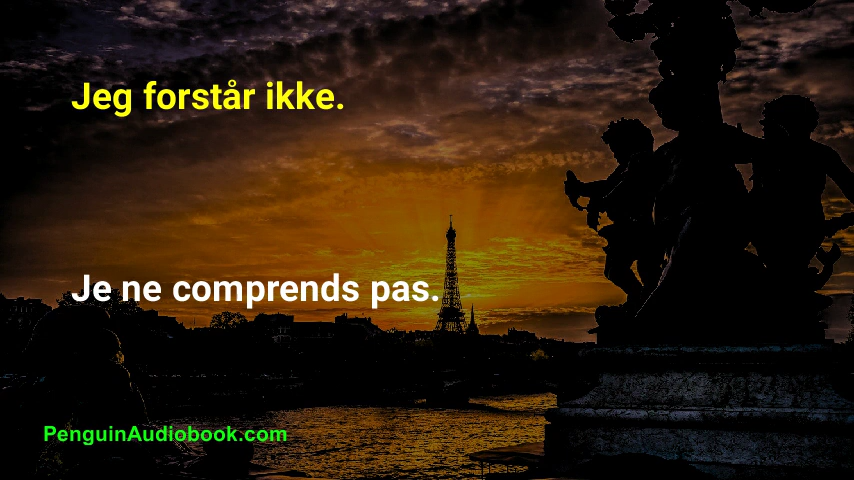 Jeg forstår ikke.
Je ne comprends pas.
PenguinAudiobook.com